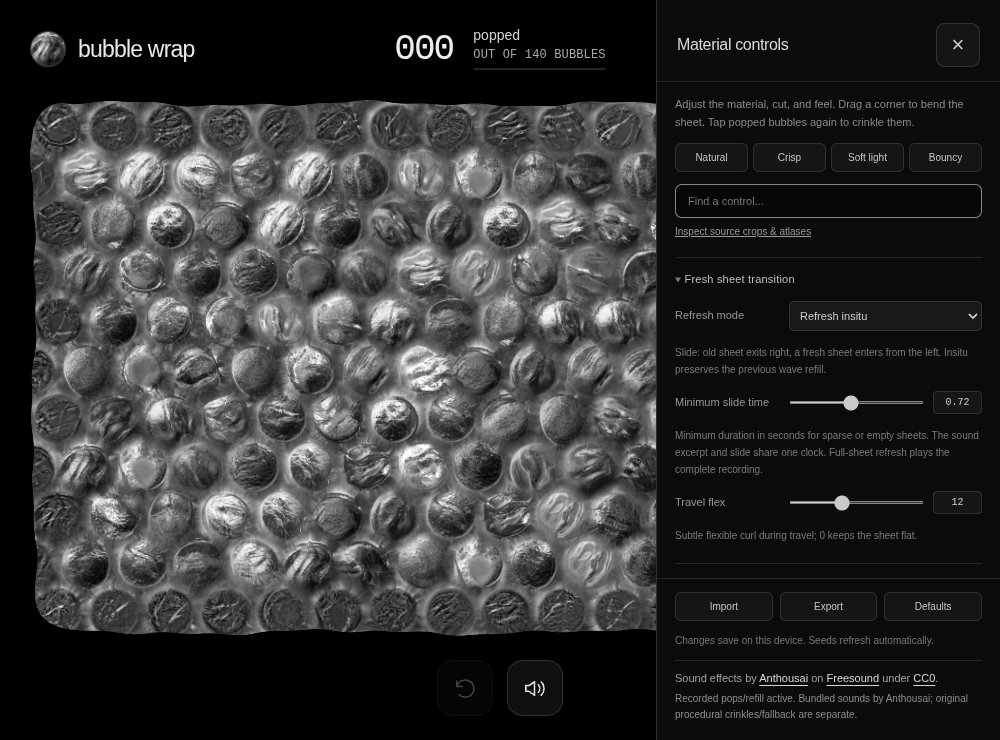 bubble wrap
000
popped
OUT OF 140 BUBBLES
Material controls
Adjust the material, cut, and feel. Drag a corner to bend the
sheet. Tap popped bubbles again to crinkle them.
Natural
Crisp
Soft light
Bouncy
Find a control...
Inspect source crops & atlases
Fresh sheet transition
Refresh mode
Refresh insitu
Slide: old sheet exits right, a fresh sheet enters from the left. Insitu
preserves the previous wave refill.
Minimum slide time
0.72
Minimum duration in seconds for sparse or empty sheets. The sound
excerpt and slide share one clock. Full-sheet refresh plays the
complete recording.
Travel flex
12
Subtle flexible curl during travel; 0 keeps the sheet flat.
Import
Export
Defaults
Changes save on this device. Seeds refresh automatically.
Sound effects by Anthousai on Freesound under CC0.
Recorded pops/refill active. Bundled sounds by Anthousai; original
procedural crinkles/fallback are separate.